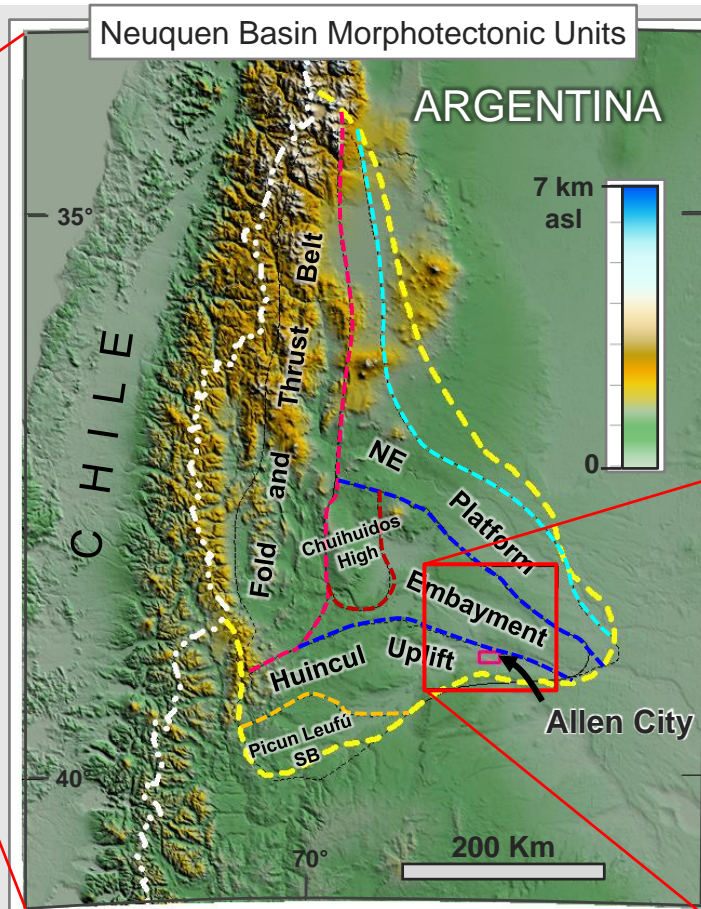 Neuquen Basin Morphotectonic Units
ARGENTINA
7 km
asl
0
35°
CHILE
Fold and Thrust Belt
NE Platform
Chuihuidos
High
Embayment
Huincul Uplift
Allen City
Picun Leufú
SB
40°
70°
200 Km